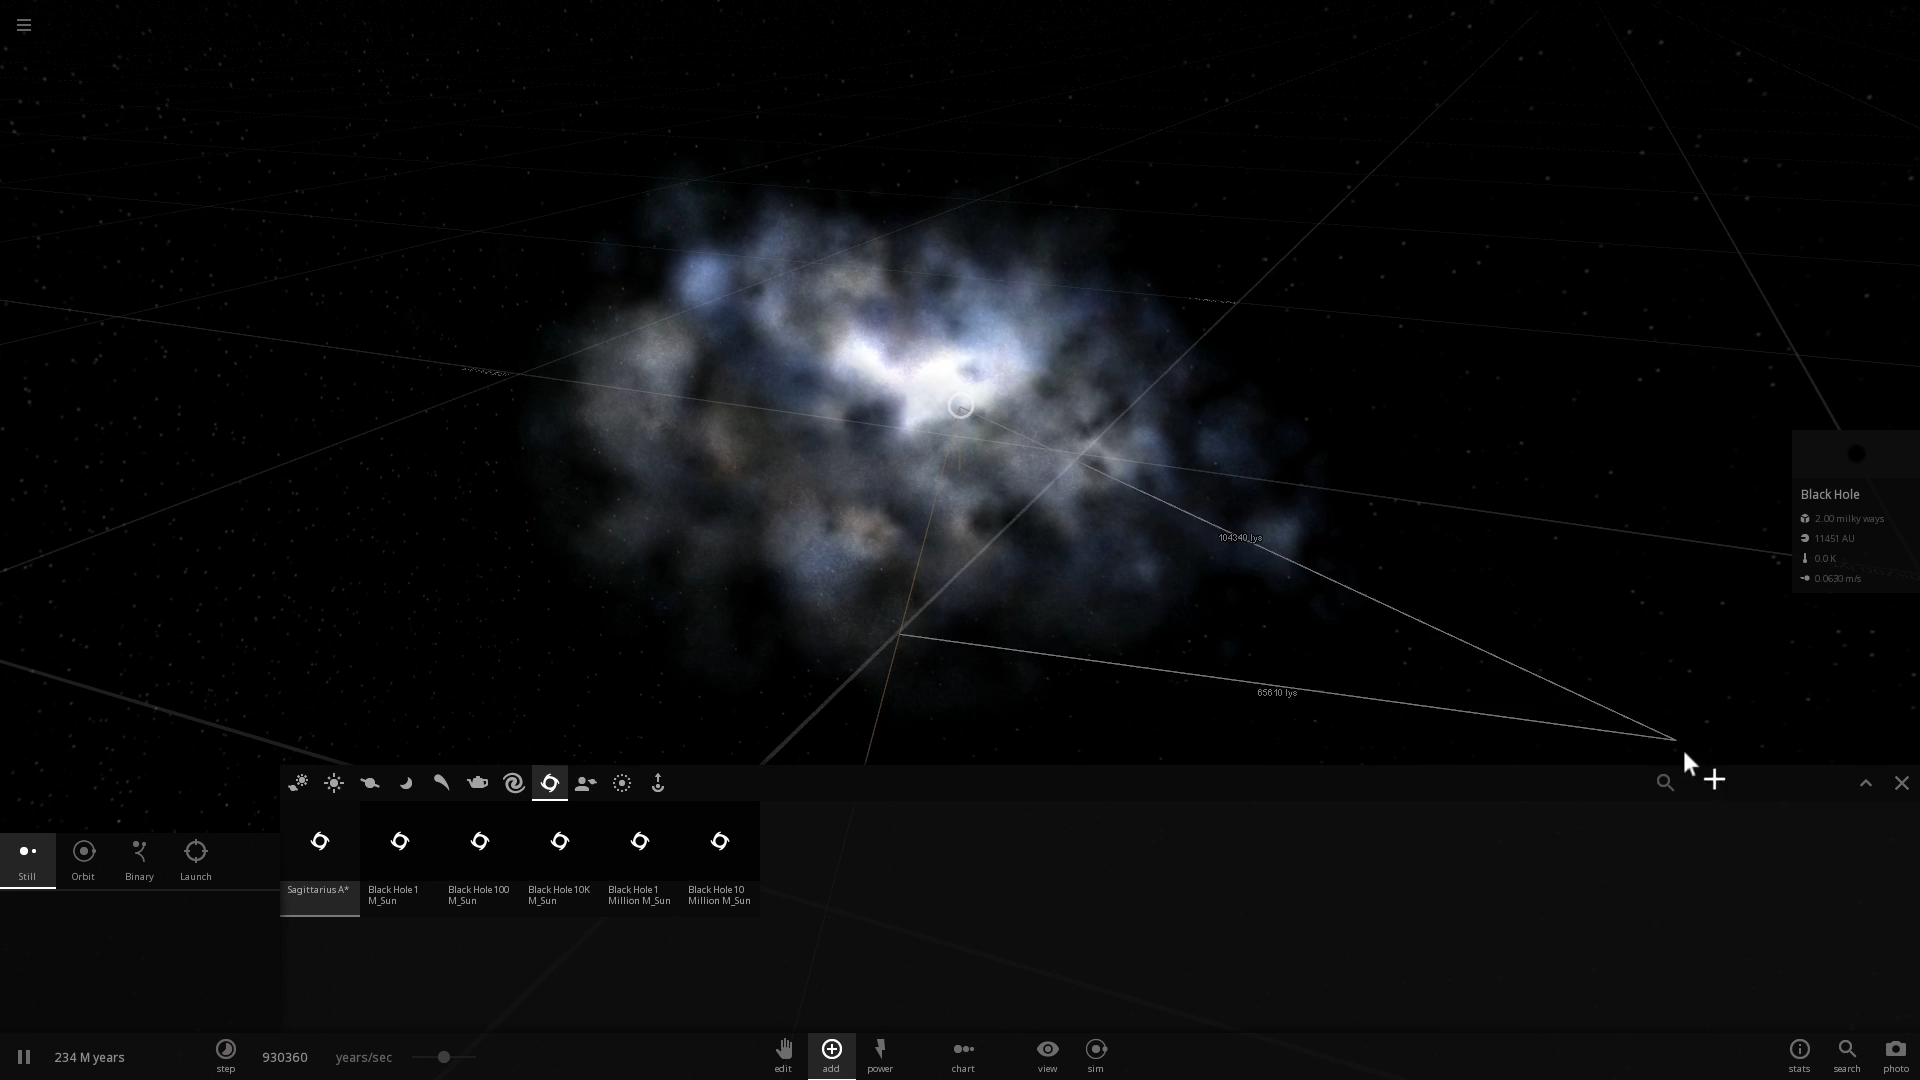 104340 lys
Black Hole
2.00 milky ways
11451 AU
0.0 K
0.0630 m/s
65610 lys
Still
Orbit
Binary
Launch
Sagittarius A*
Black Hole 1
M_Sun
Black Hole 100
M_Sun
Black Hole 10K
M_Sun
Black Hole 1
Million M_Sun
Black Hole 10
Million M_Sun
234 M years
step
930360
years/sec
edit
add
power
chart
view
sim
stats
search
photo